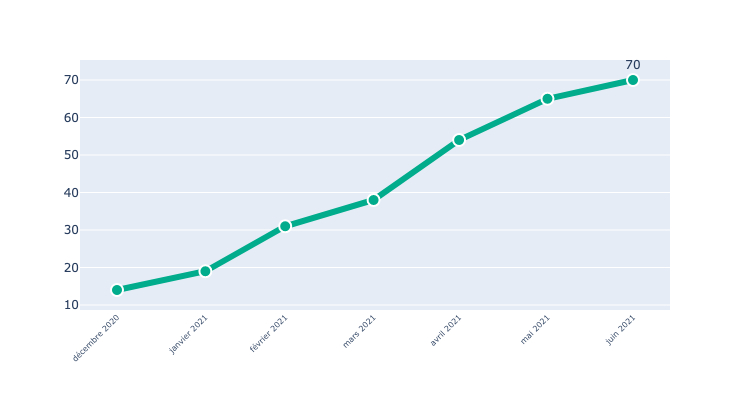 70
70
60
50
40
30
20
10
décembre 2020
janvier 2021
février 2021
mars 2021
avril 2021
mai 2021
juin 2021